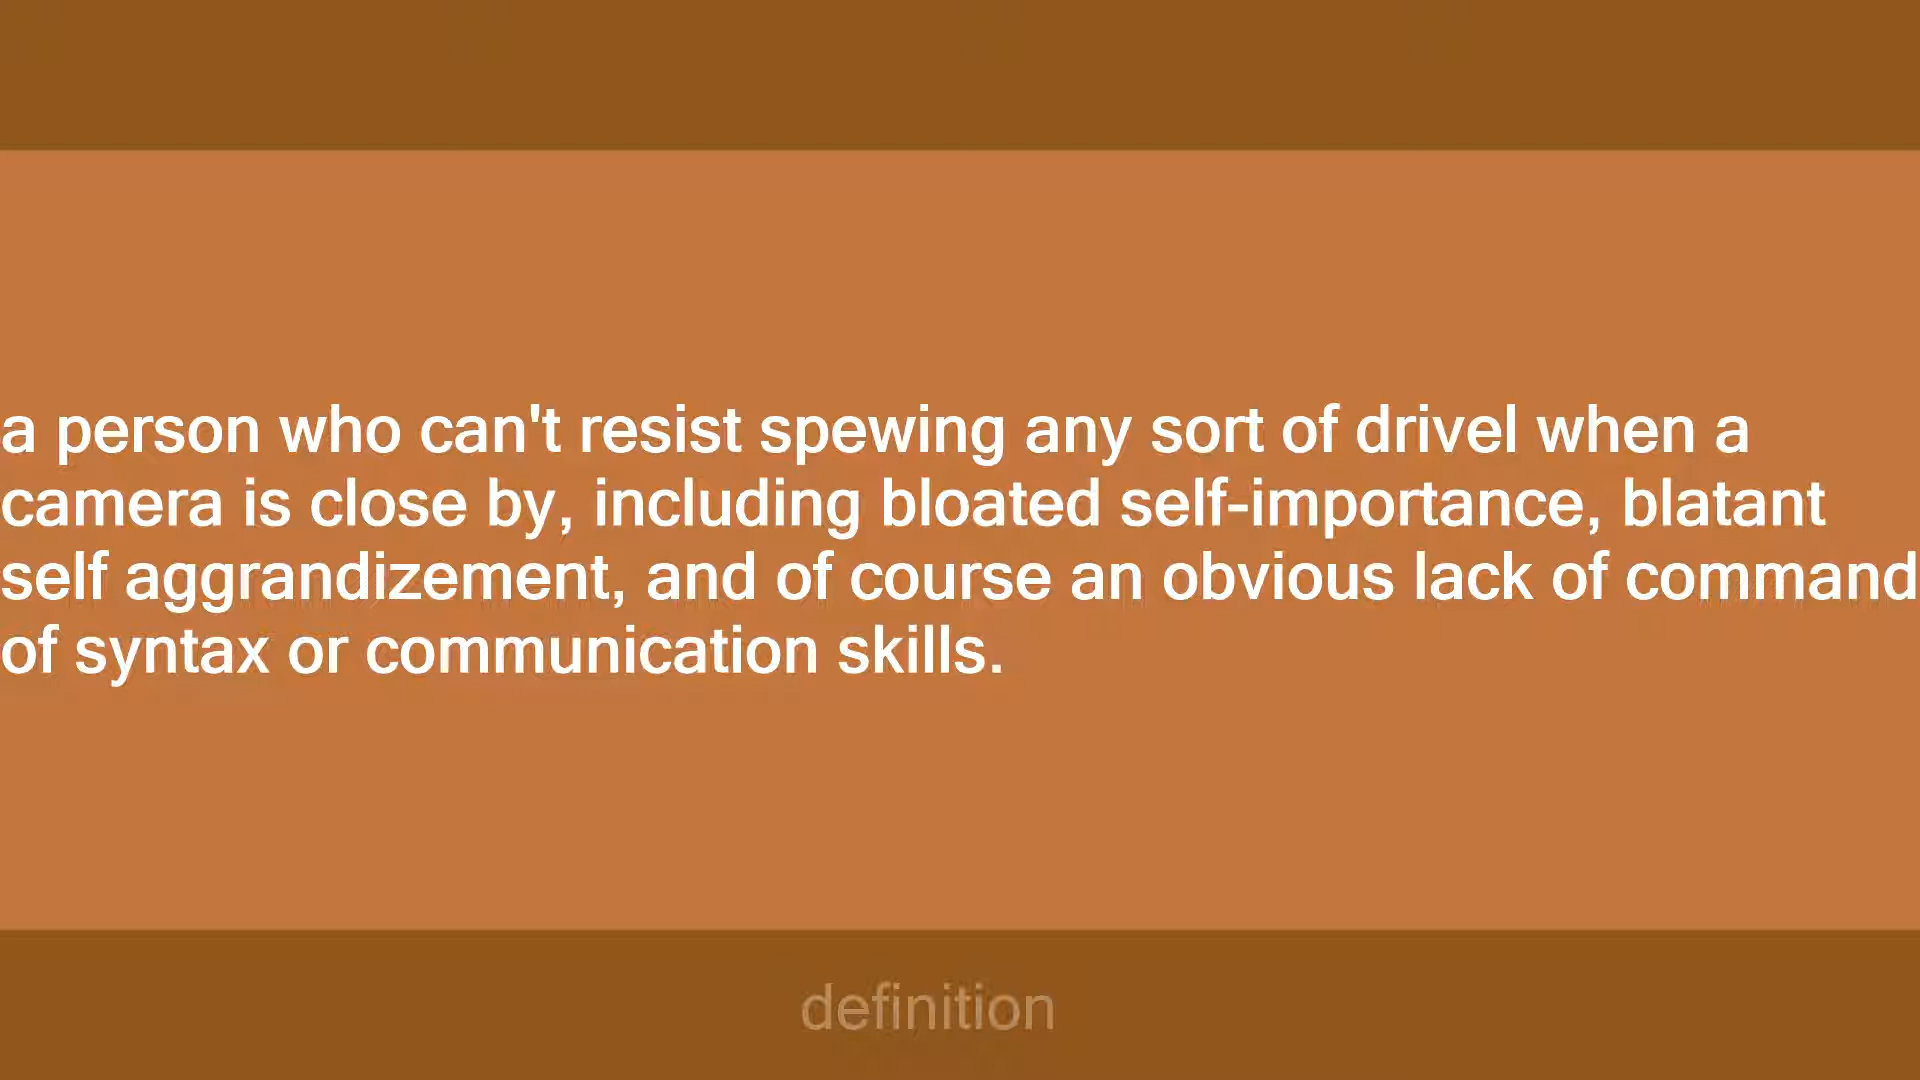 a person who can't resist spewing any sort of drivel when a
camera is close by, including bloated self-importance, blatant
self aggrandizement, and of course an obvious lack of command
of syntax or communication skills.
definition